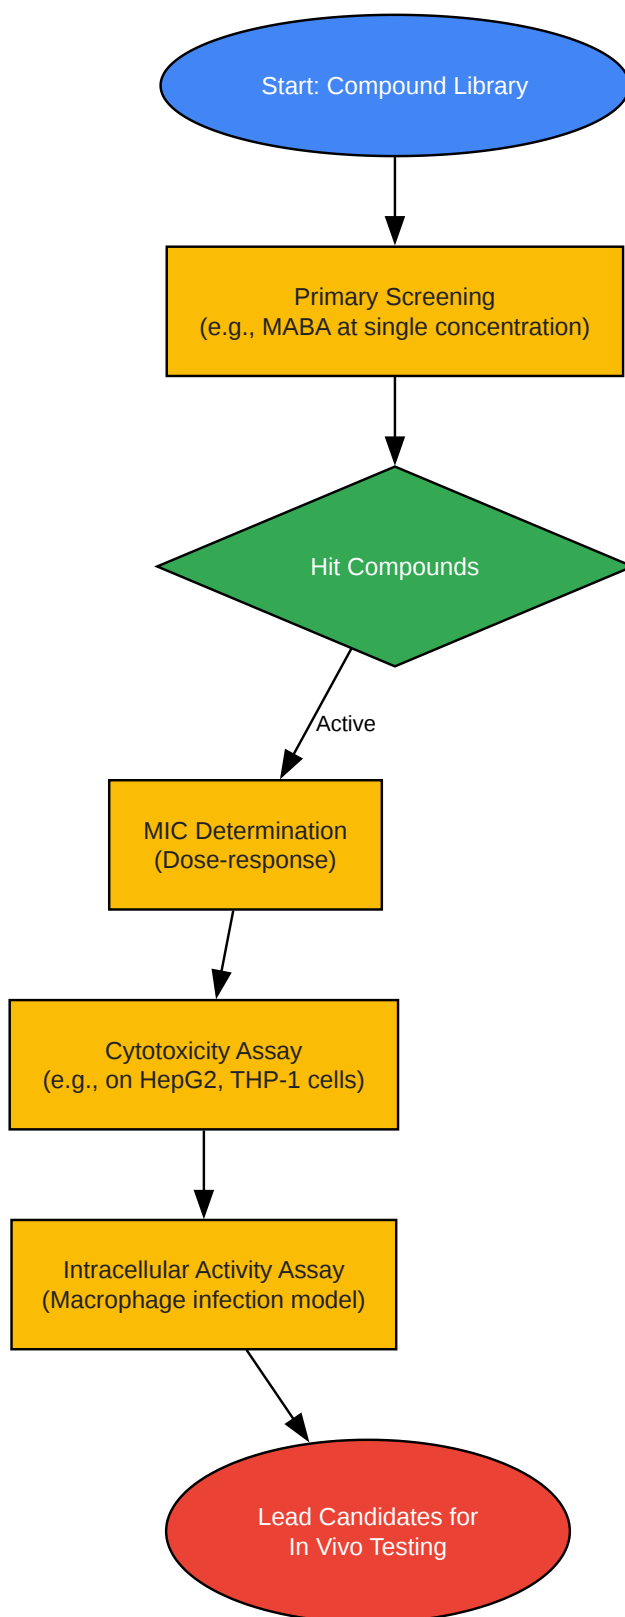 Start: Compound Library
Primary Screening
(e.g., MABA at single concentration)
Hit Compounds
Active
MIC Determination
(Dose-response)
Cytotoxicity Assay
(e.g., on HepG2, THP-1 cells)
Intracellular Activity Assay
(Macrophage infection model)
Lead Candidates for
In Vivo Testing